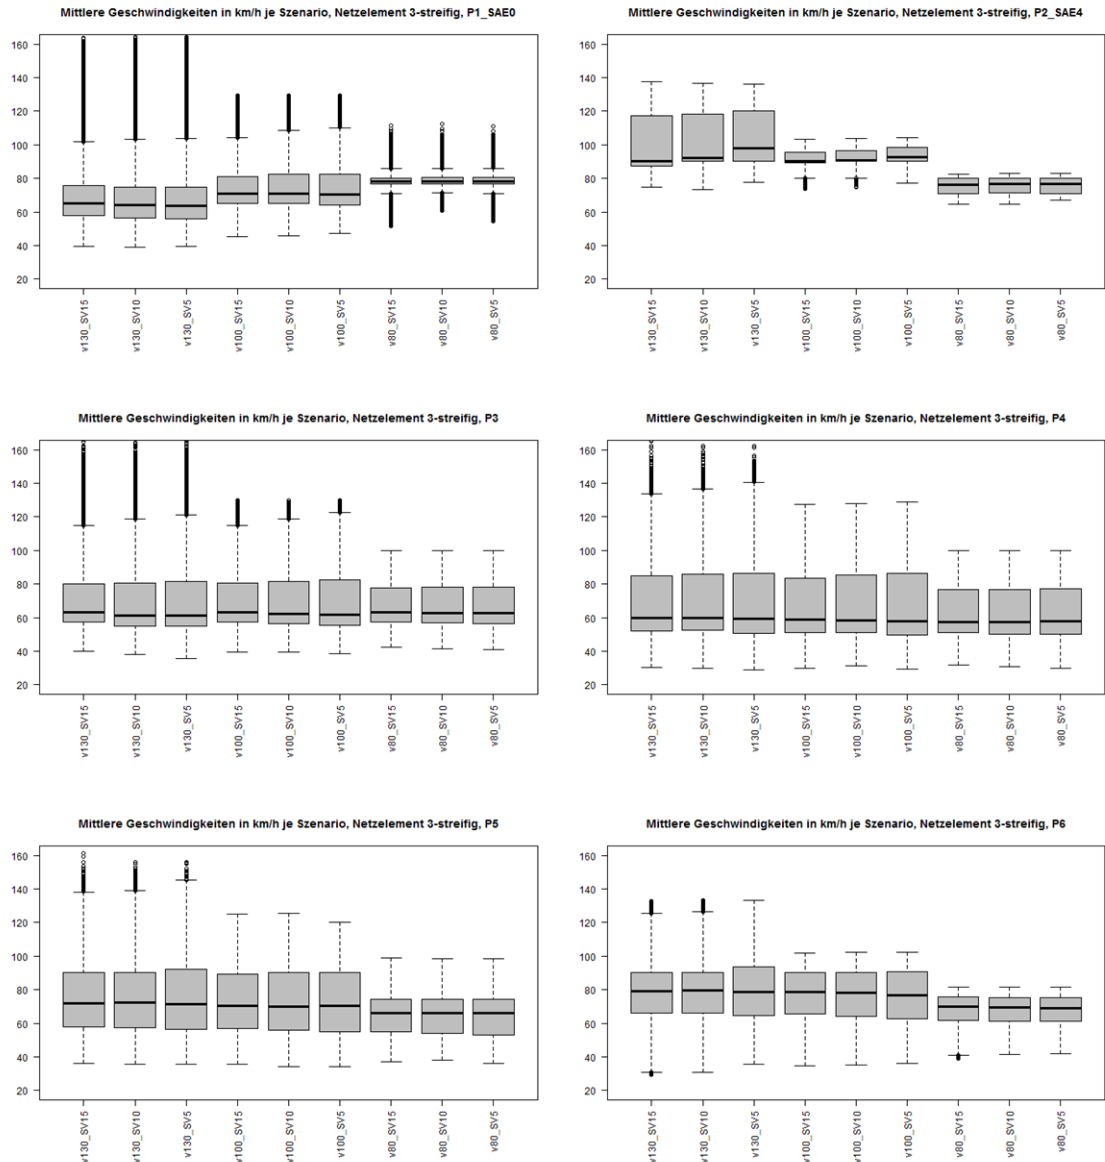 Mittlere Geschwindigkeiten in km/h je Szenario, Netzelement 3-streifig, P1_SAE0
160
140
120
100
80
60
40
20
v130_SV15
v130_SV10
v130_SV5
v100_SV15
v100_SV10
v100_SV5
v80_SV15
v80_SV10
v80_SV5
Mittlere Geschwindigkeiten in km/h je Szenario, Netzelement 3-streifig, P2_SAE4
160
140
120
100
80
60
40
20
v130_SV15
v130_SV10
v130_SV5
v100_SV15
v100_SV10
v100_SV5
v80_SV15
v80_SV10
v80_SV5
Mittlere Geschwindigkeiten in km/h je Szenario, Netzelement 3-streifig, P3
160
140
120
100
80
60
40
20
v130_SV15
v130_SV10
v130_SV5
v100_SV15
v100_SV10
v100_SV5
v80_SV15
v80_SV10
v80_SV5
Mittlere Geschwindigkeiten in km/h je Szenario, Netzelement 3-streifig, P4
160
140
120
100
80
60
40
20
v130_SV15
v130_SV10
v130_SV5
v100_SV15
v100_SV10
v100_SV5
v80_SV15
v80_SV10
v80_SV5
Mittlere Geschwindigkeiten in km/h je Szenario, Netzelement 3-streifig, P5
160
140
120
100
80
60
40
20
v130_SV15
v130_SV10
v130_SV5
v100_SV15
v100_SV10
v100_SV5
v80_SV15
v80_SV10
v80_SV5
Mittlere Geschwindigkeiten in km/h je Szenario, Netzelement 3-streifig, P6
160
140
120
100
80
60
40
20
v130_SV15
v130_SV10
v130_SV5
v100_SV15
v100_SV10
v100_SV5
v80_SV15
v80_SV10
v80_SV5